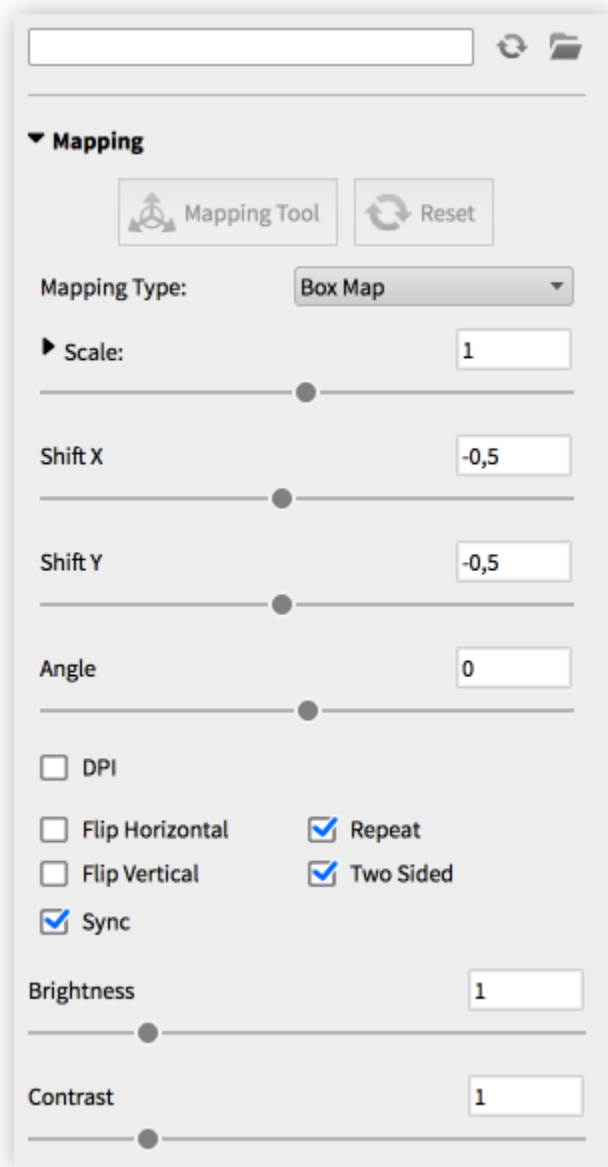 Mapping
Mapping Tool Reset
Mapping Type: Box Map
Scale: 1
Shift X -0,5
Shift Y -0,5
Angle 0
DPI
Flip Horizontal Repeat
Flip Vertical Two Sided
Sync
Brightness 1
Contrast 1